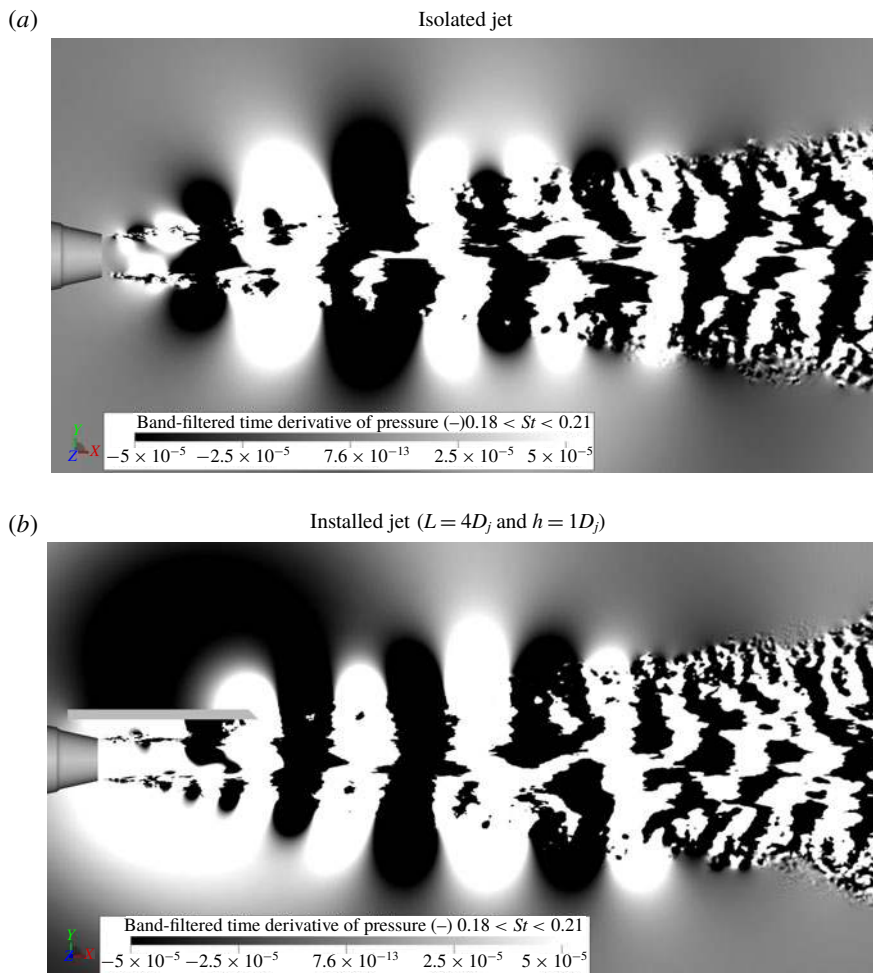 (a)
Isolated jet
Y
Z X
Band-filtered time derivative of pressure (–)0.18 < St < 0.21
−5 × 10⁻⁵ −2.5 × 10⁻⁵ 7.6 × 10⁻¹³ 2.5 × 10⁻⁵ 5 × 10⁻⁵
(b)
Installed jet (L = 4Dⱼ and h = 1Dⱼ)
Y
Z X
Band-filtered time derivative of pressure (–) 0.18 < St < 0.21
−5 × 10⁻⁵ −2.5 × 10⁻⁵ 7.6 × 10⁻¹³ 2.5 × 10⁻⁵ 5 × 10⁻⁵